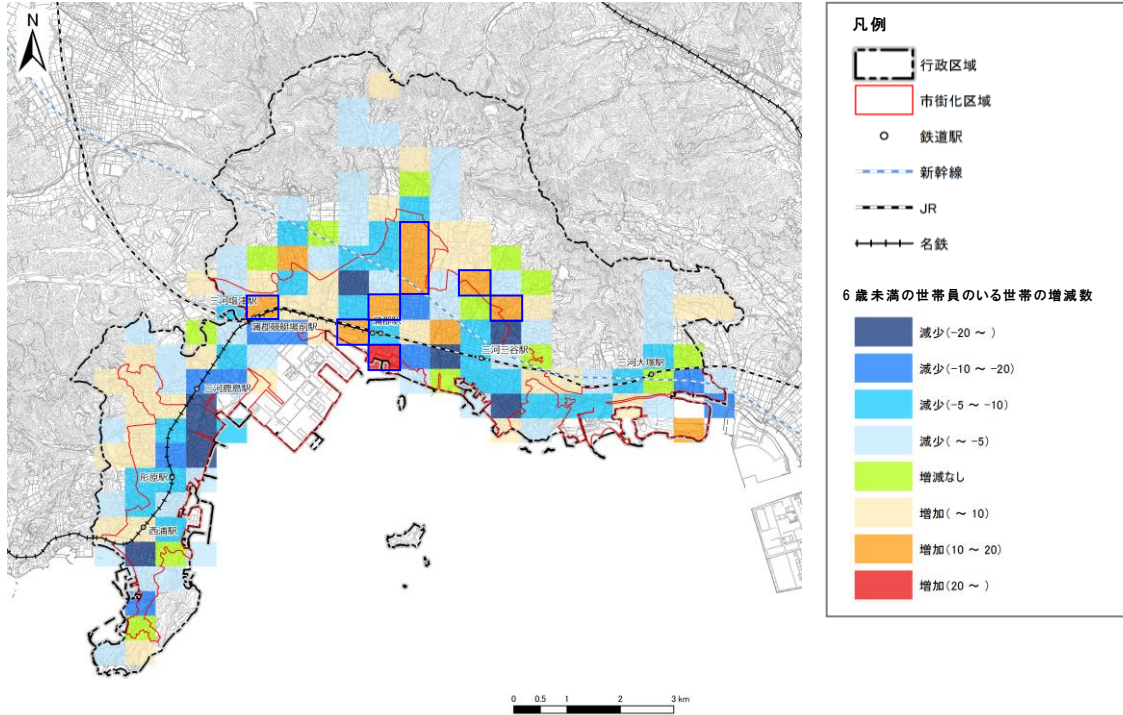 N
三河塩津駅
蒲郡競艇場前駅
蒲郡駅
三河三谷駅
三河大塚駅
三河鹿島駅
形原駅
西浦駅
0 0.5 1 2 3 km
凡例
行政区域
市街化区域
鉄道駅
新幹線
JR
名鉄
6歳未満の世帯員のいる世帯の増減数
減少(-20 ~ )
減少(-10 ~ -20)
減少(-5 ~ -10)
減少( ~ -5)
増減なし
増加( ~ 10)
増加(10 ~ 20)
増加(20 ~ )